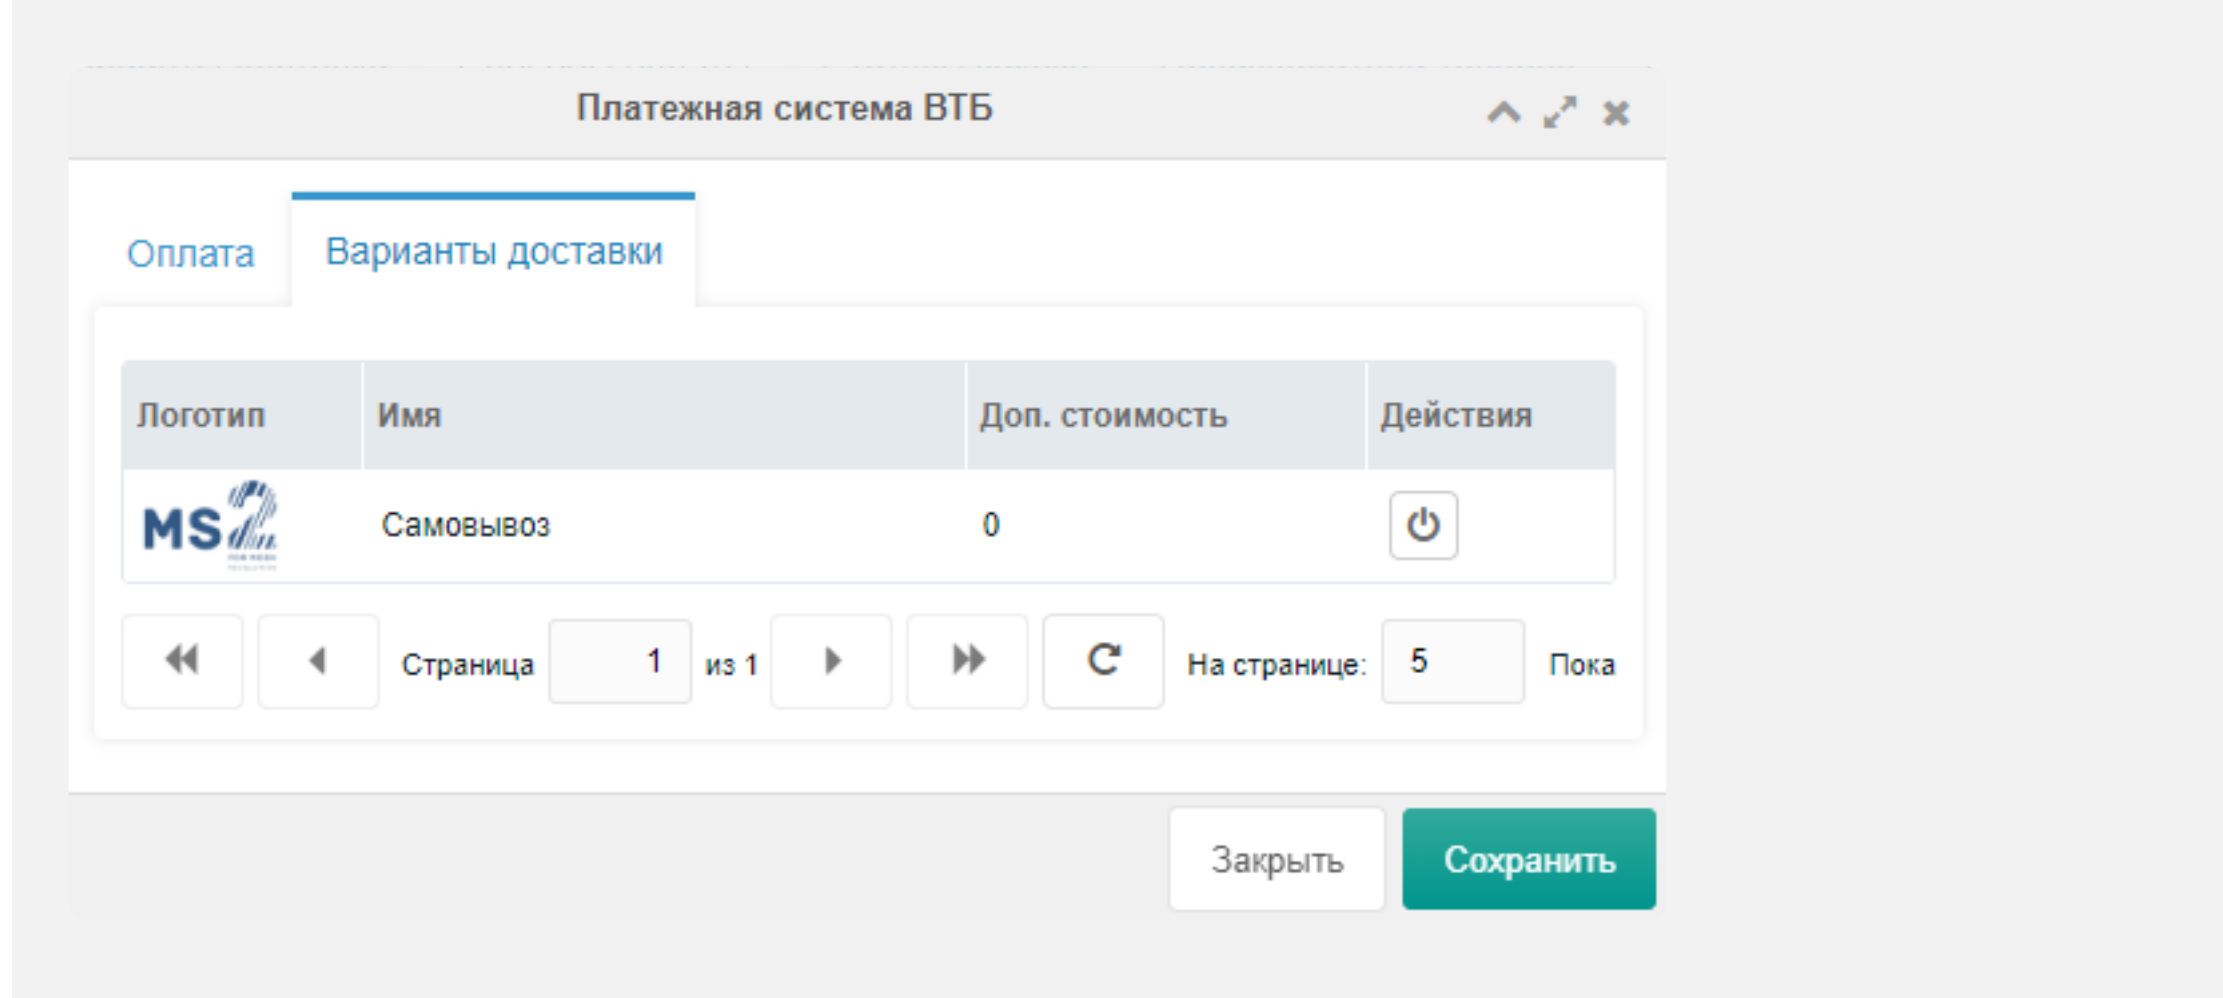 Платежная система ВТБ
Оплата Варианты доставки
Логотип Имя Доп. стоимость Действия
MS2 Самовывоз 0
Страница 1 из 1 На странице: 5 Пока
Закрыть Сохранить